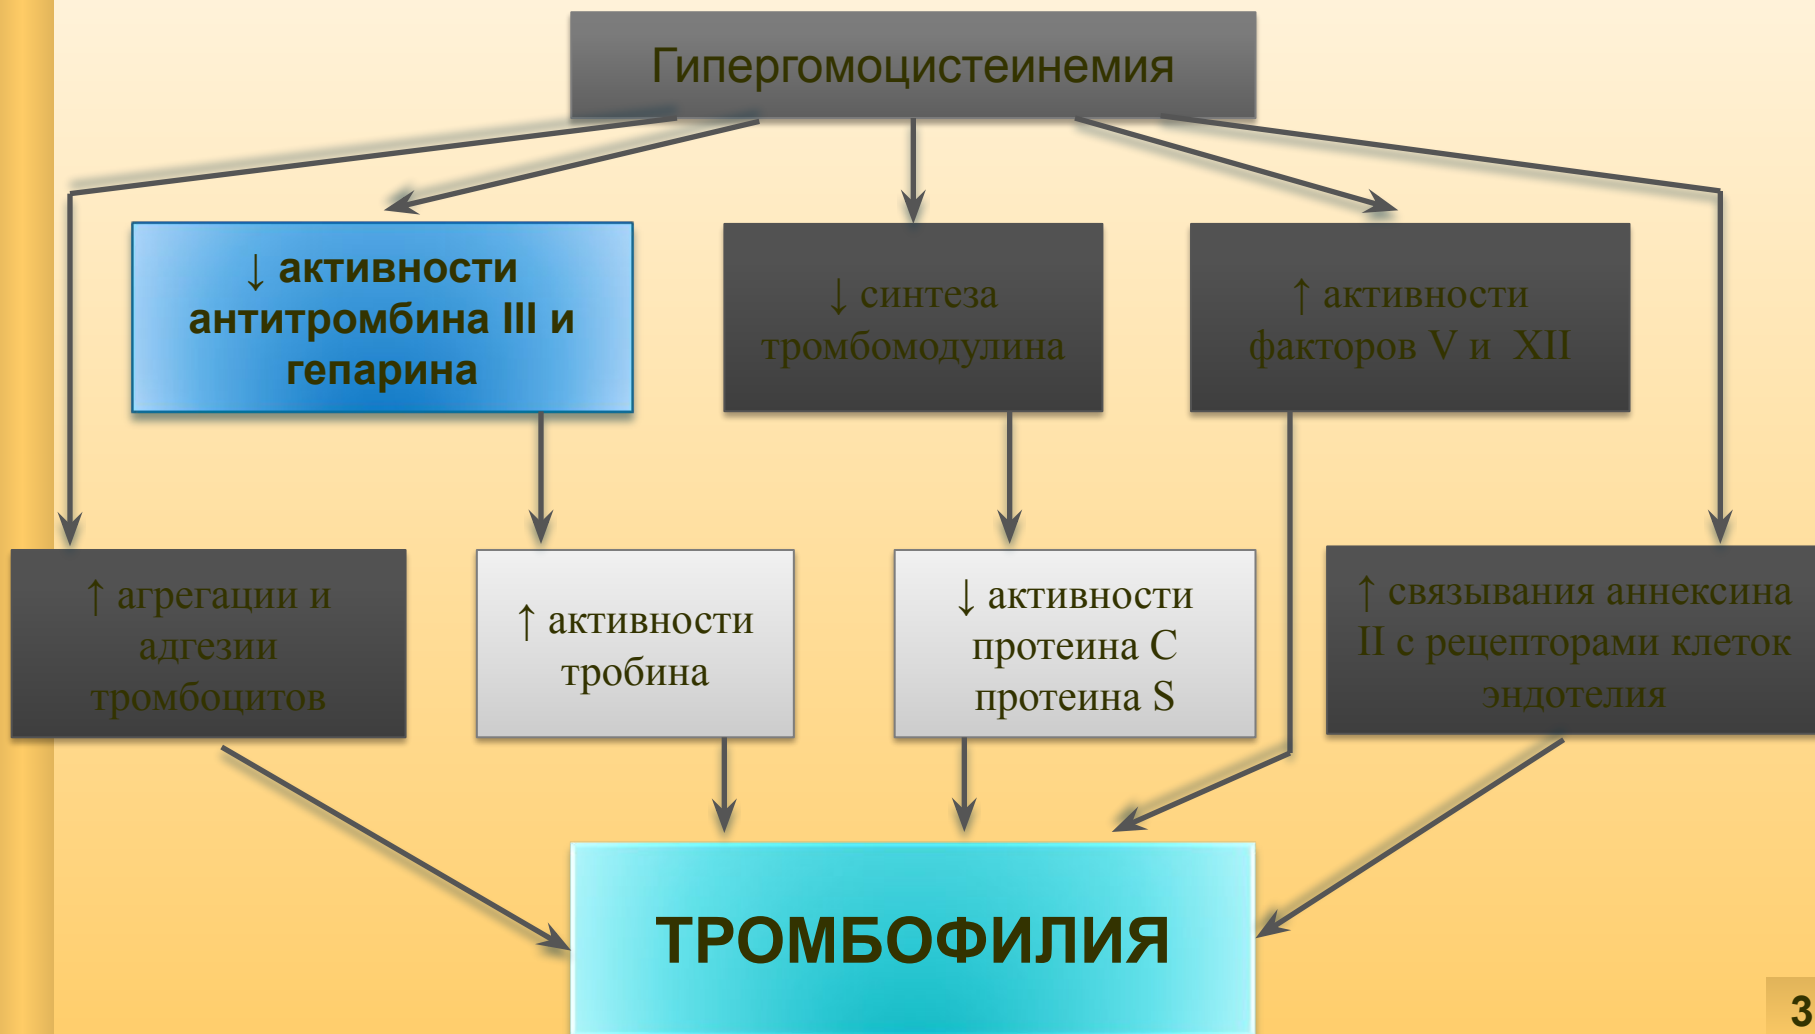 Гипергомоцистеинемия
↓ активности
антитромбина III и
гепарина
↓ синтеза
тромбомодулина
↑ активности
факторов V и XII
↑ агрегации и
адгезии
тромбоцитов
↑ активности
тробина
↓ активности
протеина С
протеина S
↑ связывания аннексина
II с рецепторами клеток
эндотелия
ТРОМБОФИЛИЯ
3